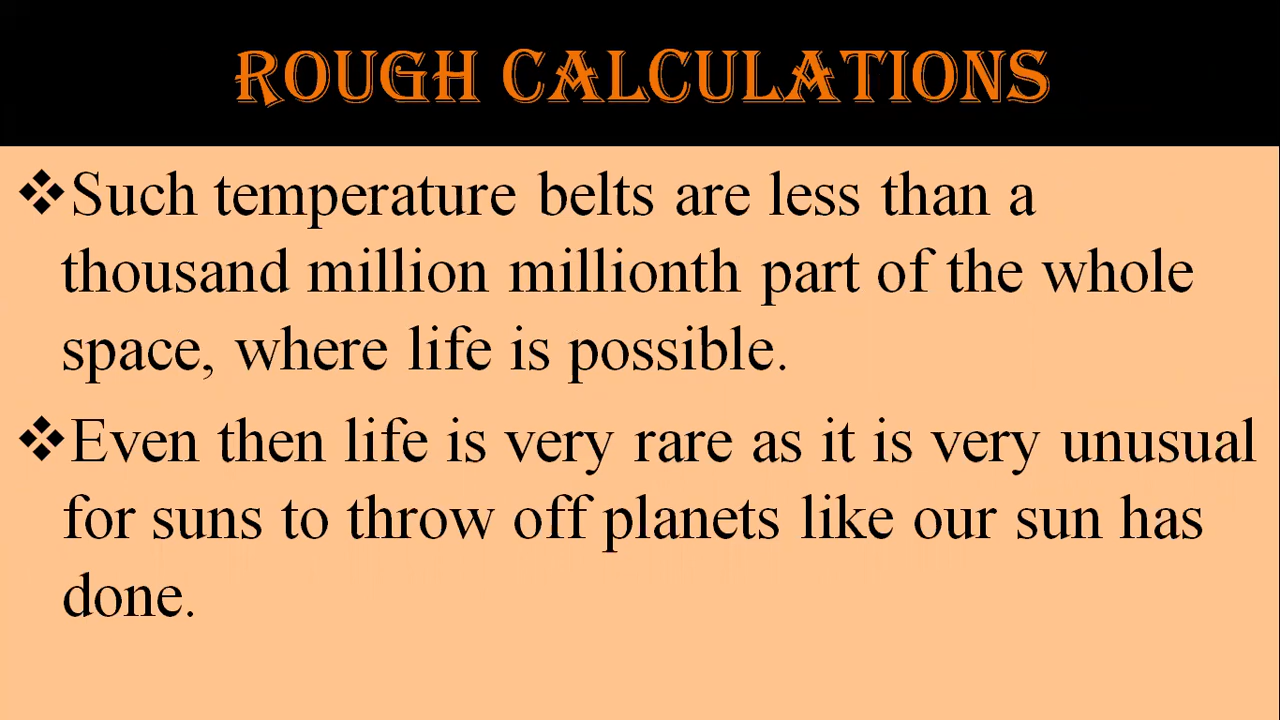 ROUGH CALCULATIONS
❖Such temperature belts are less than a
thousand million millionth part of the whole
space, where life is possible.
❖Even then life is very rare as it is very unusual
for suns to throw off planets like our sun has
done.